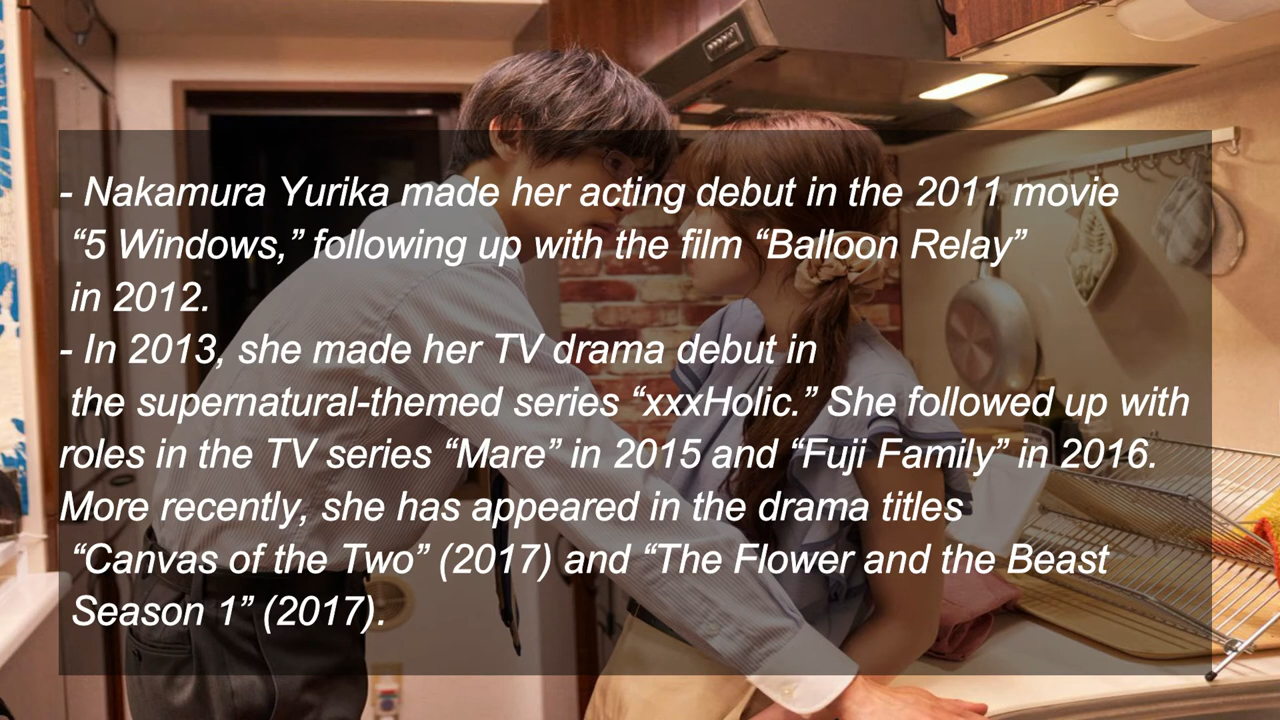 - Nakamura Yurika made her acting debut in the 2011 movie
“5 Windows,” following up with the film “Balloon Relay”
in 2012.
- In 2013, she made her TV drama debut in
the supernatural-themed series “xxxHolic.” She followed up with
roles in the TV series “Mare” in 2015 and “Fuji Family” in 2016.
More recently, she has appeared in the drama titles
“Canvas of the Two” (2017) and “The Flower and the Beast
Season 1” (2017).